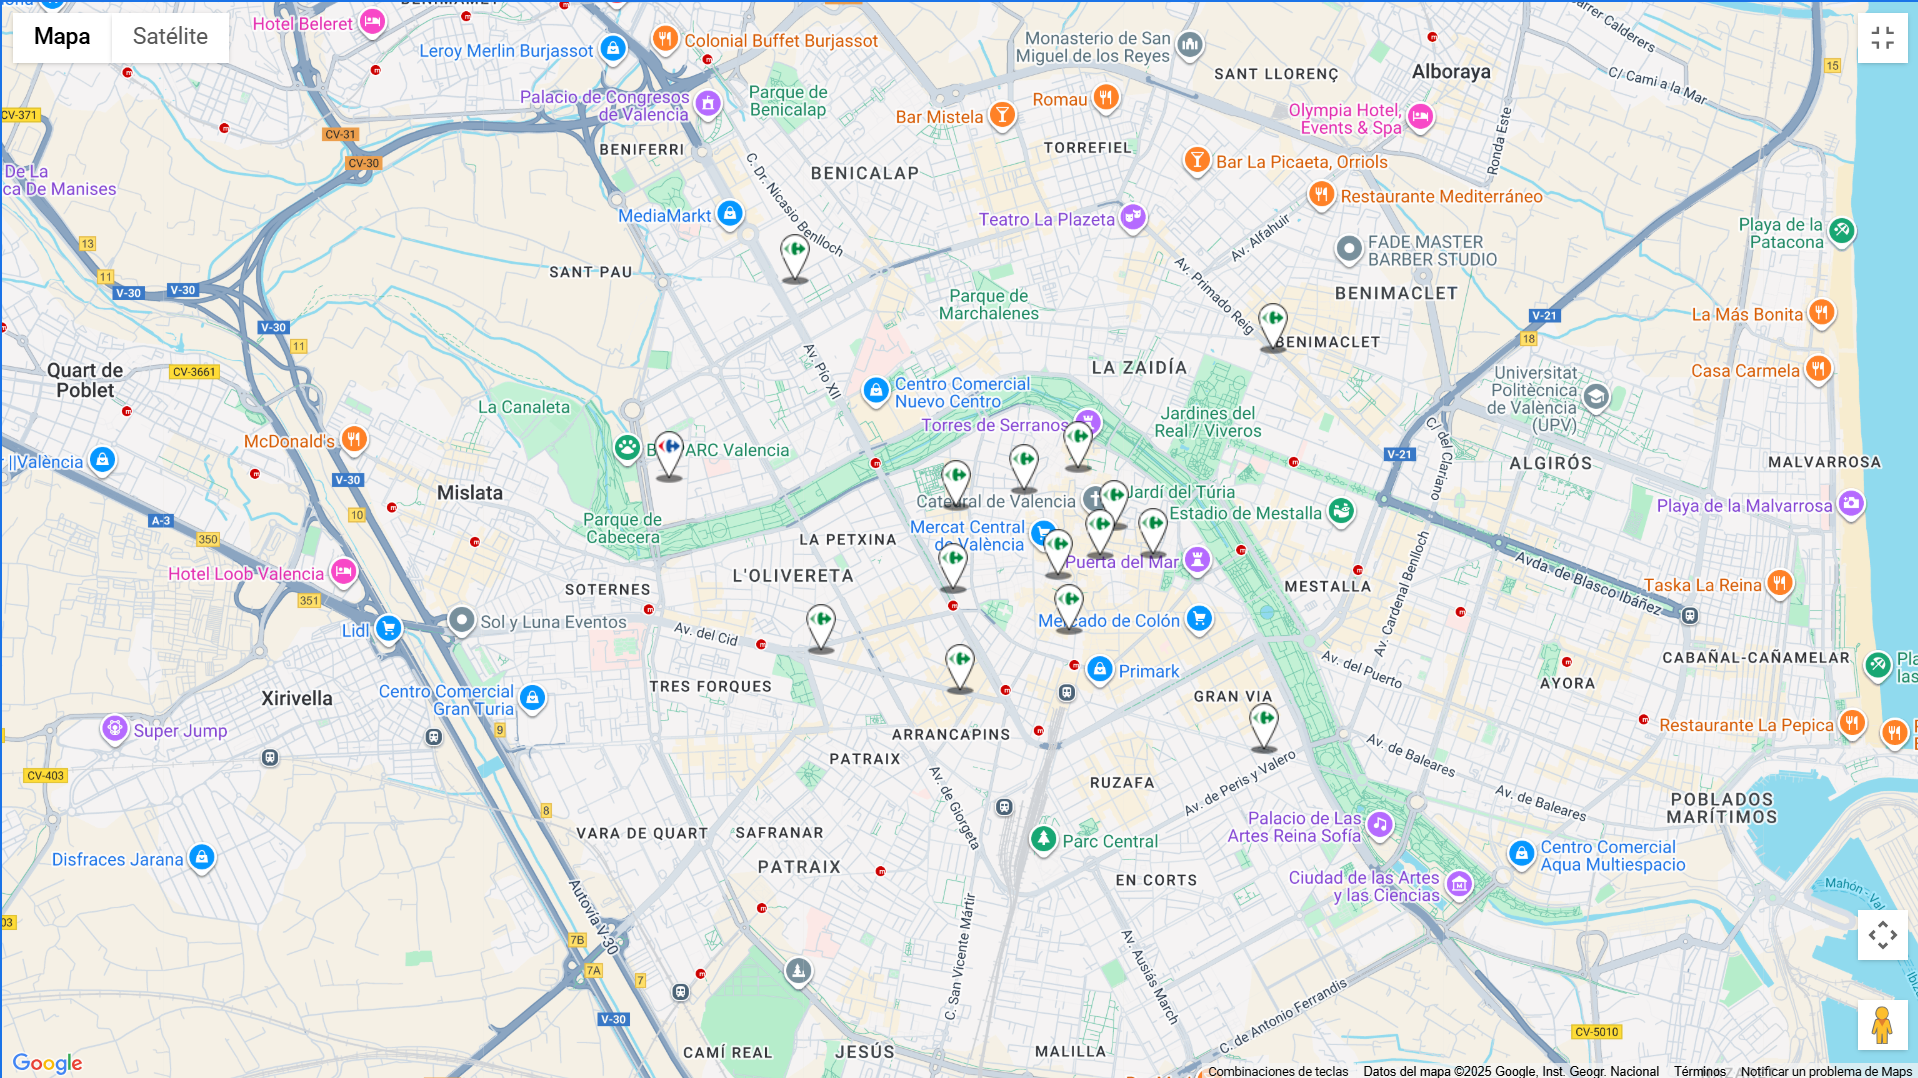 Mapa
Satélite
Hotel Beleret
Leroy Merlin Burjassot
Colonial Buffet Burjassot
Monasterio de San
Miguel de los Reyes
SANT LLORENÇ
Alboraya
C/ Cami a la Mar
15
CV-371
Palacio de Congresos
de Valencia
Parque de
Benicalap
Bar Mistela
Romau
Olympia Hotel,
Events & Spa
Ronda Este
CV-31
CV-30
BENIFERRI
BENICALAP
TORREFIEL
Bar La Picaeta, Orriols
De La
ca De Manises
C. Dr. Nicasio Benlloch
Restaurante Mediterráneo
MediaMarkt
Teatro La Plazeta
Av. Alfahuir
Playa de la
Patacona
13
FADE MASTER
BARBER STUDIO
SANT PAU
11
V-30
V-30
Parque de
Marchalenes
Av. Primado Reig
BENIMACLET
V-30
11
V-21
18
La Más Bonita
BENIMACLET
Quart de
Poblet
CV-3661
Av. Pío XII
LA ZAIDÍA
Universitat
Politècnica
de València
(UPV)
Casa Carmela
Centro Comercial
Nuevo Centro
La Canaleta
Torres de Serranos
Jardines del
Real / Viveros
McDonald's
València
BIOPARC Valencia
C/ del Clariano
V-21
ALGIRÓS
MALVARROSA
V-30
Mislata
Catedral de Valencia
Jardí del Túria
Estadio de Mestalla
Playa de la Malvarrosa
10
A-3
350
Parque de
Cabecera
LA PETXINA
Mercat Central
de València
Puerta del Mar
Avda. de Blasco Ibáñez
Hotel Loob Valencia
L'OLIVERETA
SOTERNES
MESTALLA
Av. Cardenal Benlloch
Taska La Reina
351
Lidl
Sol y Luna Eventos
Av. del Cid
Mercado de Colón
Av. del Puerto
CABAÑAL-CAÑAMELAR
Primark
TRES FORQUES
GRAN VIA
AYORA
Xirivella
Centro Comercial
Gran Turia
Super Jump
9
ARRANCAPINS
Restaurante La Pepica
Av. de Baleares
PATRAIX
CV-403
RUZAFA
Av. de Peris y Valero
Av. de Giorgeta
Av. de Baleares
POBLADOS
MARÍTIMOS
8
VARA DE QUART
SAFRANAR
Palacio de Las
Artes Reina Sofía
Parc Central
Disfraces Jarana
PATRAIX
Centro Comercial
Aqua Multiespacio
EN CORTS
Ciudad de las Artes
y las Ciencias
Autovía V-30
C. San Vicente Mártir
03
7B
7A
7
Av. Ausiàs March
V-30
C. de Antonio Ferrandis
CV-5010
CAMÍ REAL
JESÚS
MALILLA
Google
Combinaciones de teclas
Datos del mapa ©2025 Google, Inst. Geogr. Nacional
Términos
Notificar un problema de Maps